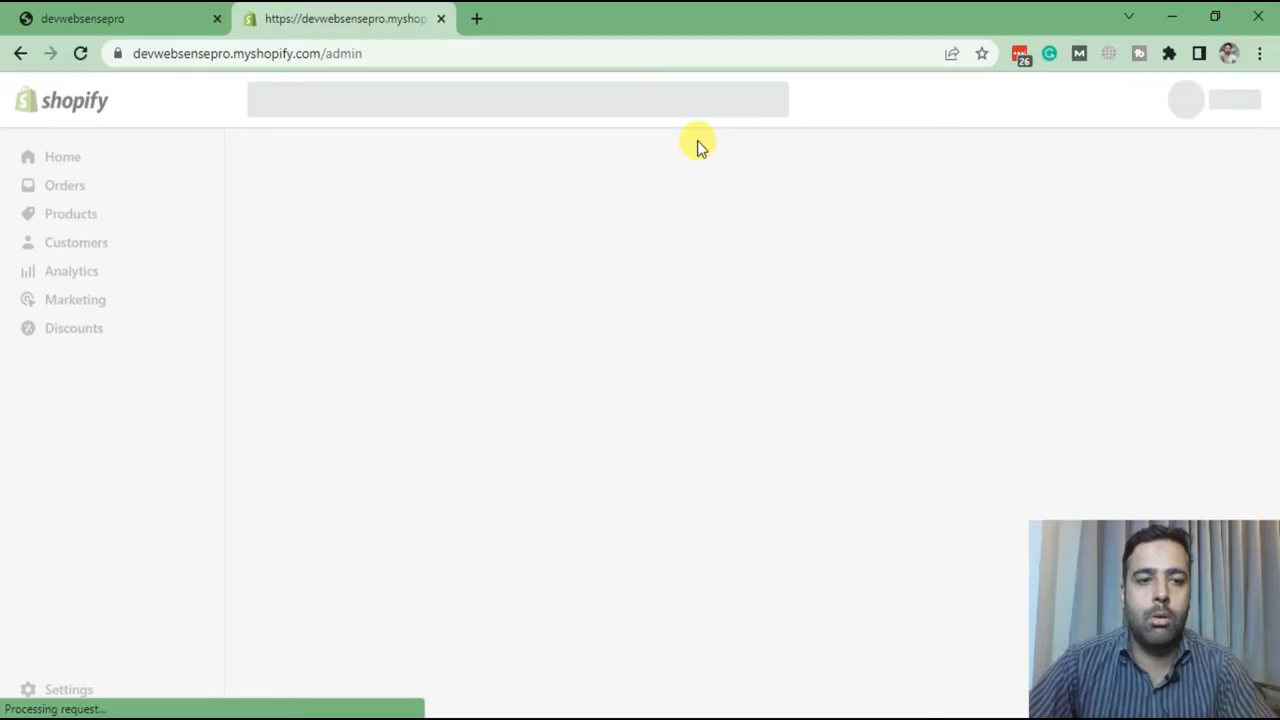 devwebsensepro
https://devwebsensepro.myshop
devwebsensepro.myshopify.com/admin
26
shopify
Home
Orders
Products
Customers
Analytics
Marketing
Discounts
Settings
Processing request...